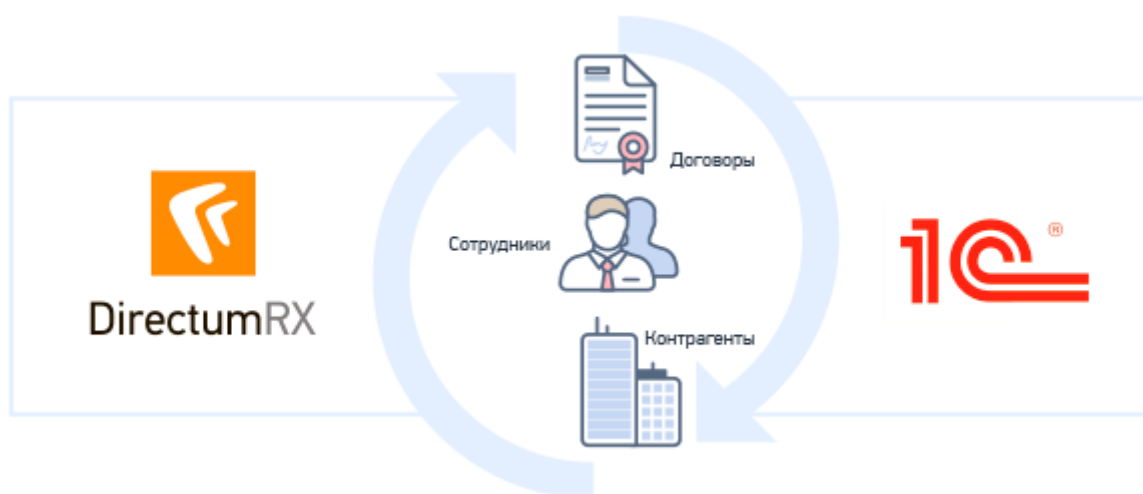 Договоры
Сотрудники
Контрагенты
DirectumRX
1С®